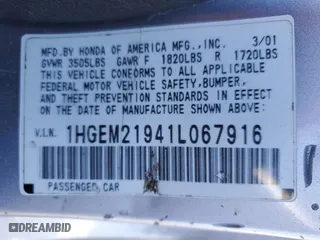 MFD. BY HONDA OF AMERICA MFG., INC. 3/01
GVWR 3505LBS GAWR F 1820LBS R 1720LBS
THIS VEHICLE CONFORMS TO ALL APPLICABLE
FEDERAL MOTOR VEHICLE SAFETY, BUMPER,
AND THEFT PREVENTION STANDARDS IN EFFECT
ON THE DATE OF MANUFACTURE SHOWN ABOVE.
V.I.N. 1HGEM21941L067916
PASSENGER CAR
DREAMBID.COM